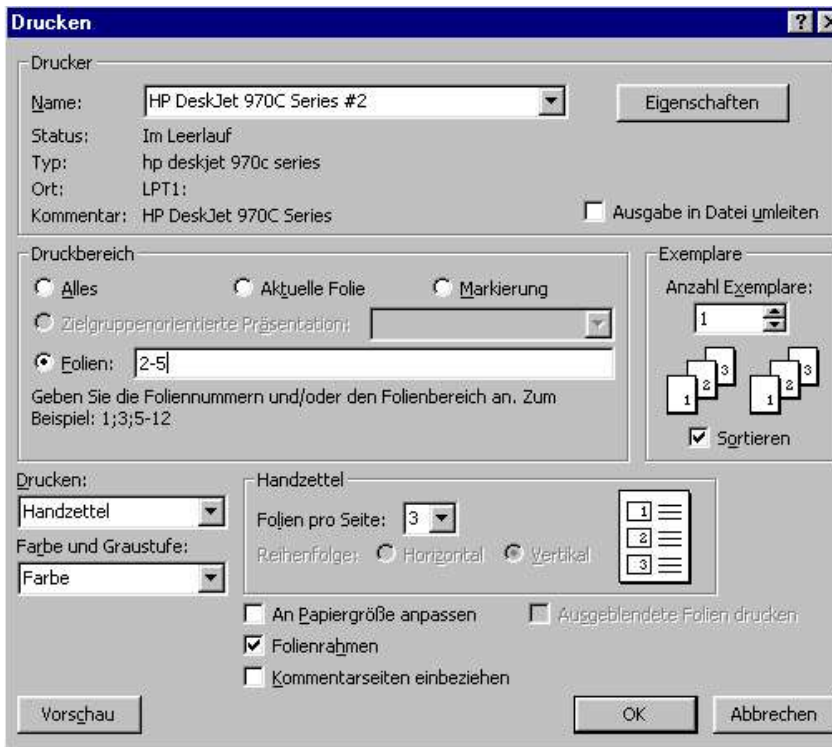 Drucken
Drucker
Name: HP DeskJet 970C Series #2 Eigenschaften
Status: Im Leerlauf
Typ: hp deskjet 970c series
Ort: LPT1:
Kommentar: HP DeskJet 970C Series Ausgabe in Datei umleiten
Druckbereich
Alles Aktuelle Folie Markierung
Zielgruppenorientierte Präsentation:
Folien: 2-5
Geben Sie die Foliennummern und/oder den Folienbereich an. Zum
Beispiel: 1;3;5-12
Exemplare
Anzahl Exemplare:
1
1 2 3 1 2 3
Sortieren
Drucken:
Handzettel
Farbe und Graustufe:
Farbe
Handzettel
Folien pro Seite: 3
Reihenfolge: Horizontal Vertikal
1
2
3
An Papiergröße anpassen Ausgeblendete Folien drucken
Folienrahmen
Kommentarseiten einbeziehen
Vorschau OK Abbrechen